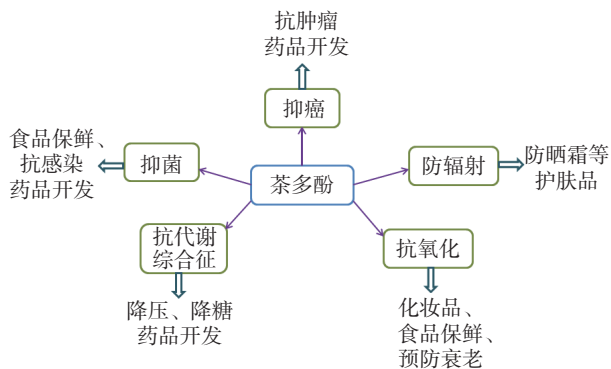 抗肿瘤
药品开发
抑癌
食品保鲜、
抗感染
药品开发
抑菌
茶多酚
防辐射
防晒霜等
护肤品
抗代谢
综合征
抗氧化
降压、降糖
药品开发
化妆品、
食品保鲜、
预防衰老